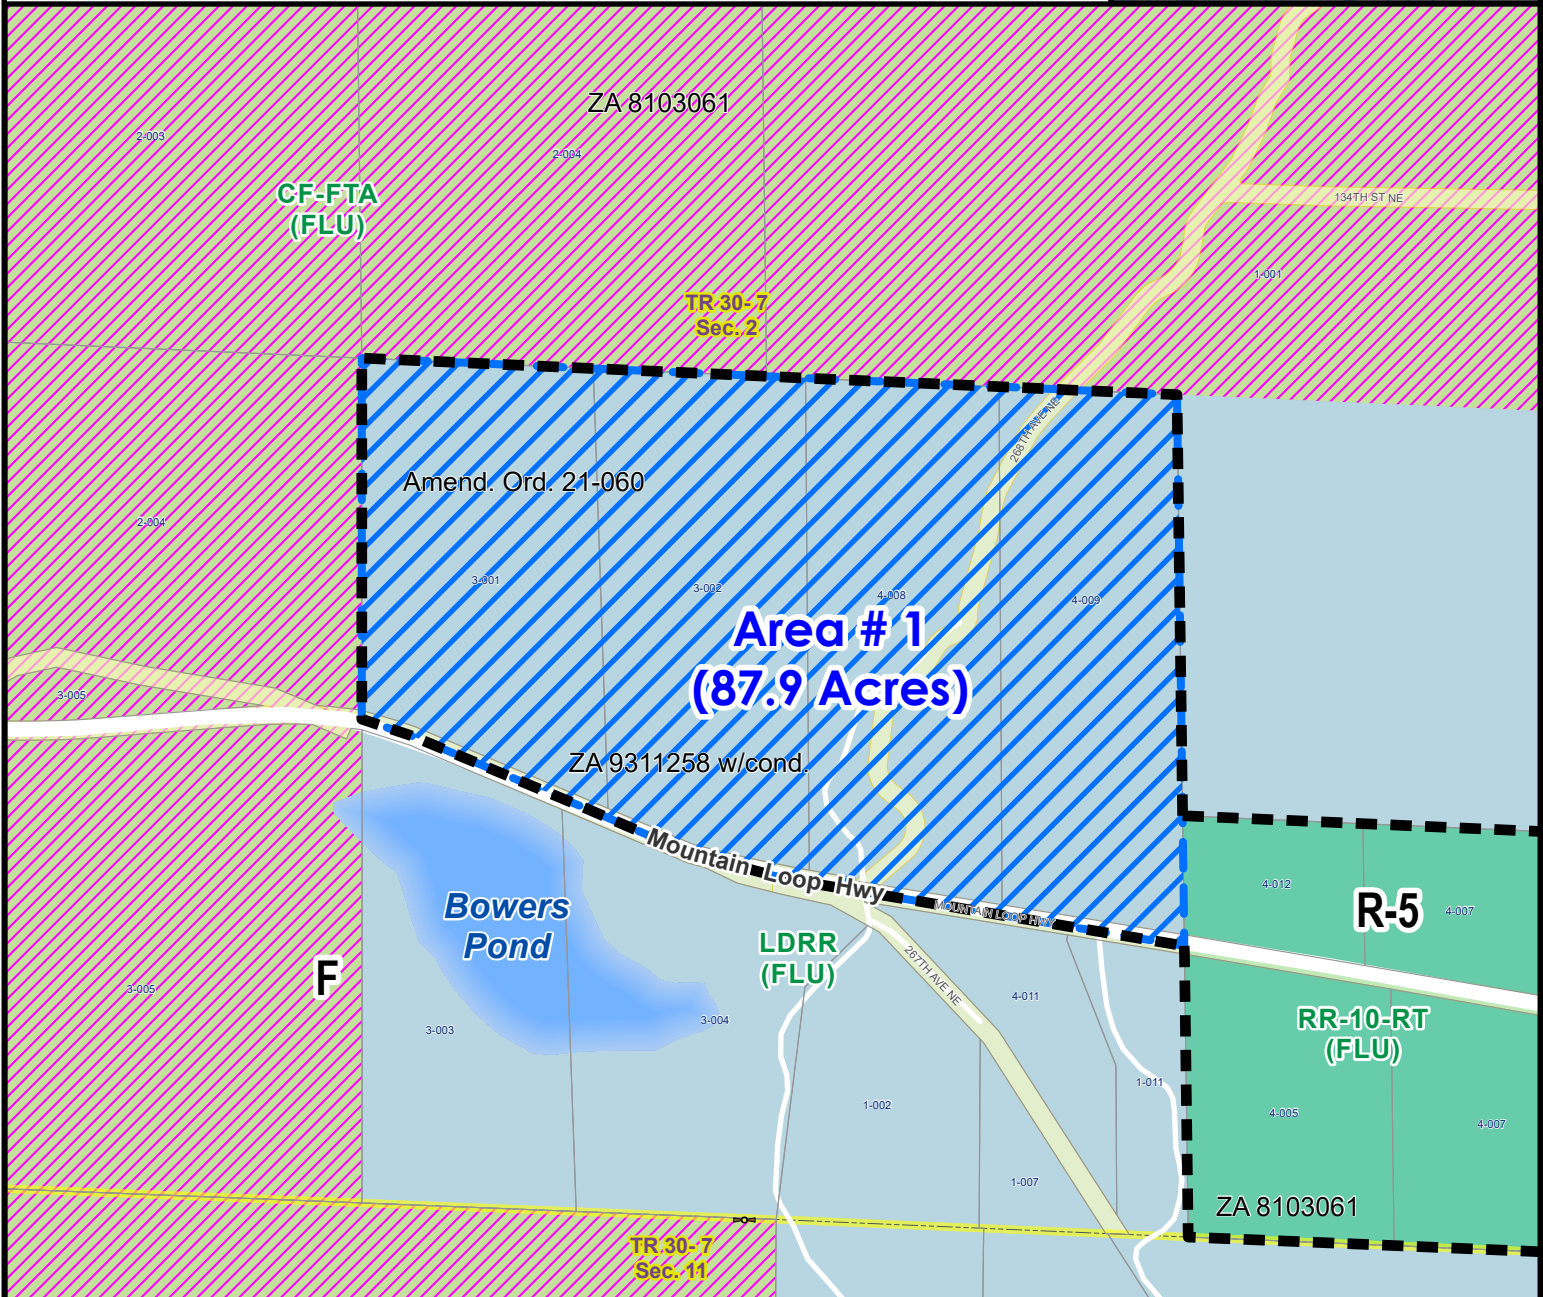 ZA 8103061
2-003
2-004
CF-FTA
(FLU)
134TH ST NE
1-001
TR 30-7
Sec. 2
268TH AVE NE
Amend. Ord. 21-060
2-004
3-001
3-002
4-008
4-009
Area # 1
(87.9 Acres)
3-005
ZA 9311258 w/cond.
Mountain Loop Hwy
MOUNTAIN LOOP HWY
4-012
R-5
4-007
Bowers
Pond
LDRR
(FLU)
267TH AVE NE
F
3-005
4-011
3-003
3-004
RR-10-RT
(FLU)
1-011
1-002
4-005
4-007
1-007
ZA 8103061
TR 30-7
Sec. 11